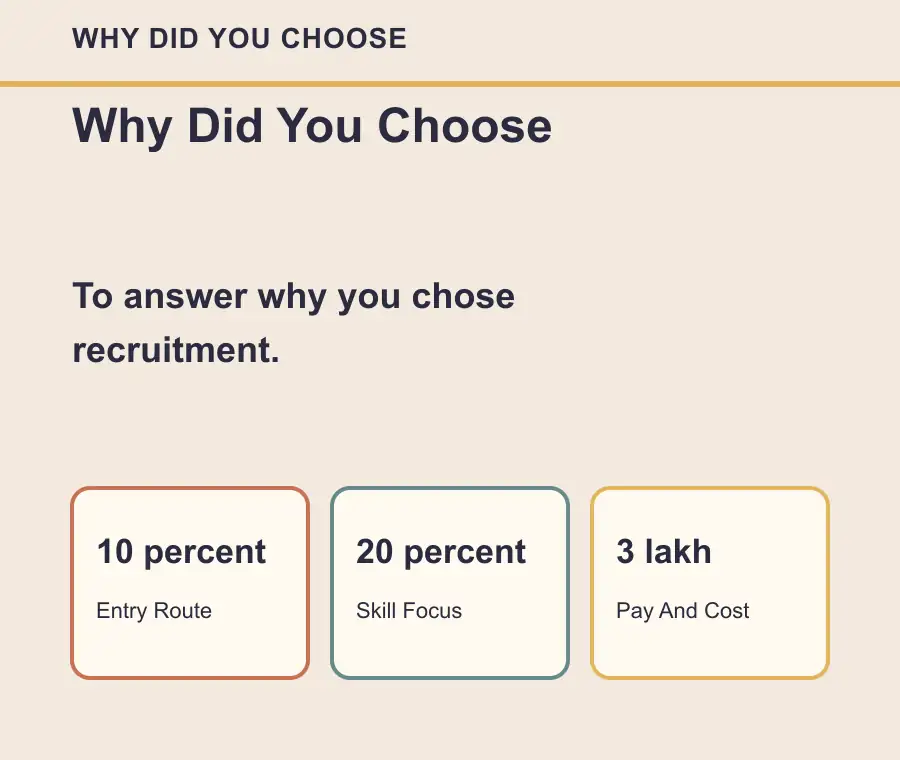 WHY DID YOU CHOOSE
Why Did You Choose
To answer why you chose
recruitment.
10 percent
Entry Route
20 percent
Skill Focus
3 lakh
Pay And Cost